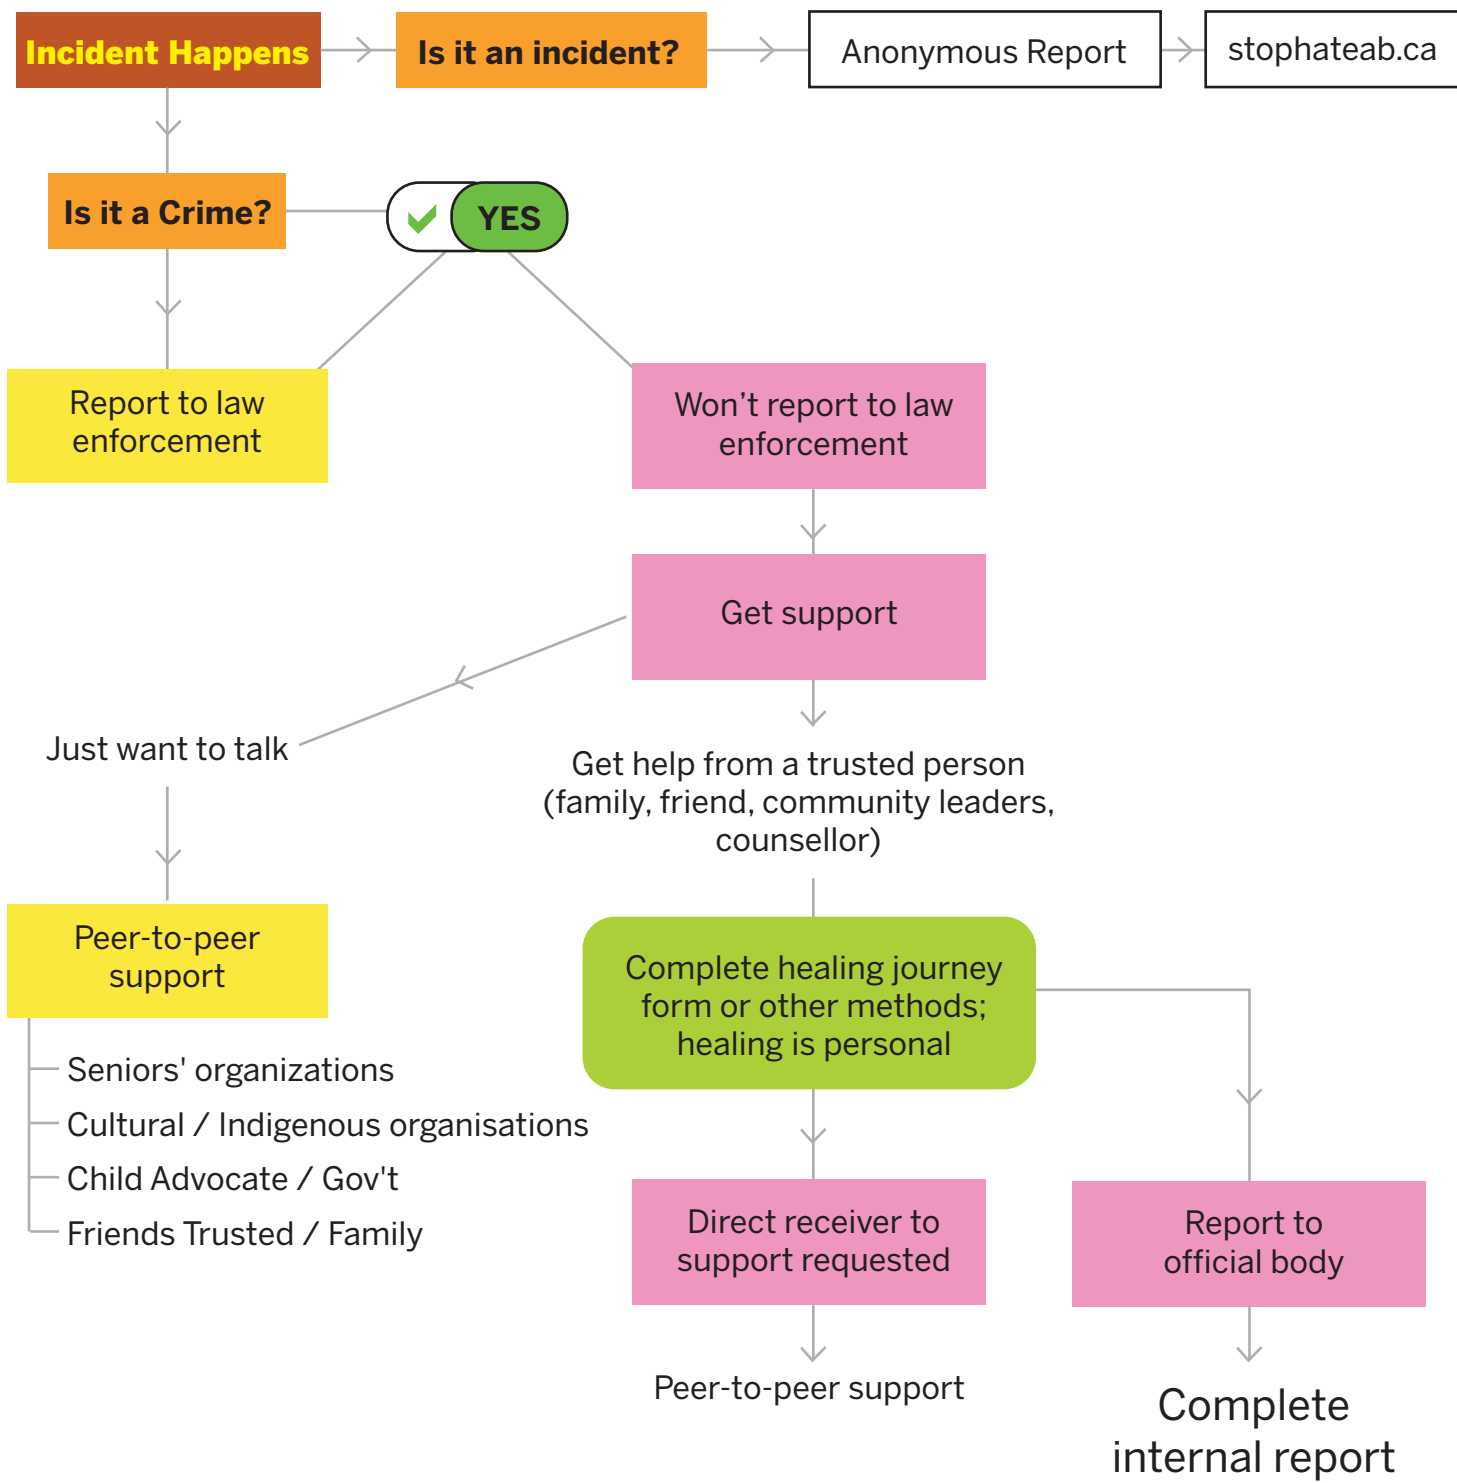 Incident Happens
Is it an incident?
Anonymous Report
stophateab.ca
Is it a Crime?
YES
Report to law
enforcement
Won’t report to law
enforcement
Get support
Just want to talk
Get help from a trusted person
(family, friend, community leaders,
counsellor)
Peer-to-peer
support
Seniors' organizations
Cultural / Indigenous organisations
Child Advocate / Gov't
Friends Trusted / Family
Complete healing journey
form or other methods;
healing is personal
Direct receiver to
support requested
Report to
official body
Peer-to-peer support
Complete
internal report